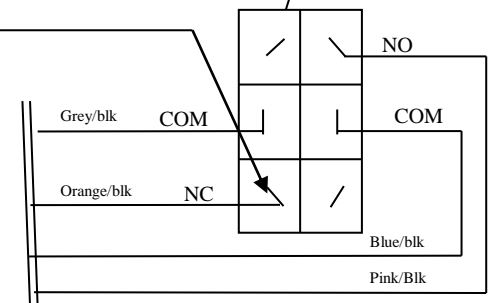 NO
Grey/blk COM COM
Orange/blk NC
Blue/blk
Pink/Blk